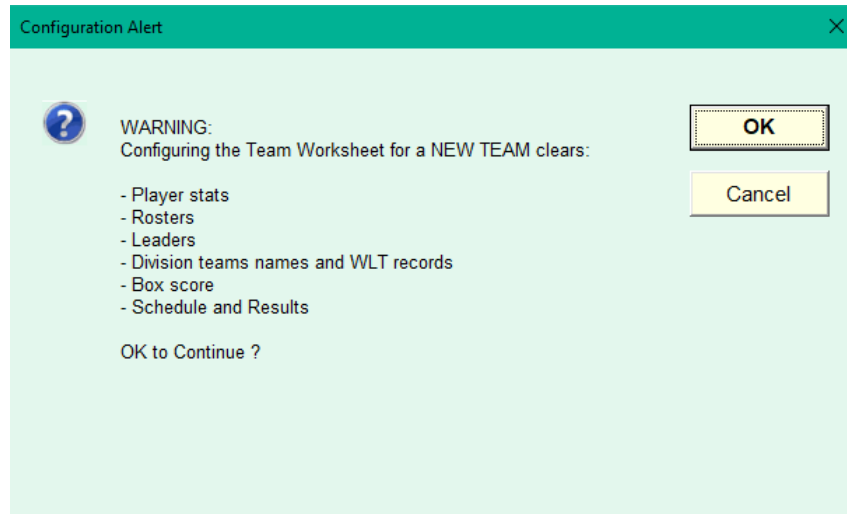 Configuration Alert
WARNING:
Configuring the Team Worksheet for a NEW TEAM clears:
- Player stats
- Rosters
- Leaders
- Division teams names and WLT records
- Box score
- Schedule and Results
OK to Continue ?
OK
Cancel